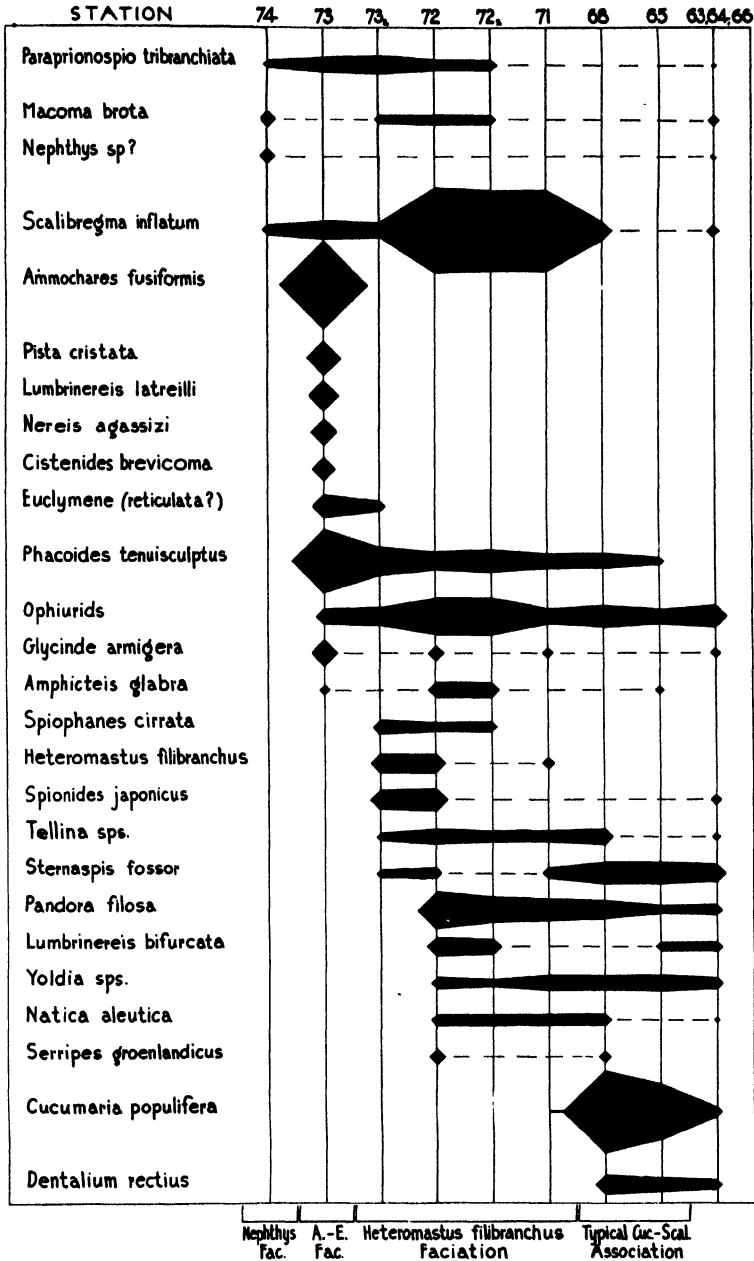 STATION 74 73 73a 72 72a 71 68 65 63,64,66
Paraprionospio tribranchiata
Macoma brota
Nephthys sp?
Scalibregma inflatum
Ammochares fusiformis
Pista cristata
Lumbrinereis latreilli
Nereis agassizi
Cistenides brevicoma
Euclymene (reticulata?)
Phacoides tenuisculptus
Ophiurids
Glycinde armigera
Amphicteis glabra
Spiophanes cirrata
Heteromastus filibranchus
Spionides japonicus
Tellina sps.
Sternaspis fossor
Pandora filosa
Lumbrinereis bifurcata
Yoldia sps.
Natica aleutica
Serripes groenlandicus
Cucumaria populifera
Dentalium rectius
Nephthys Fac.
A.-E. Fac.
Heteromastus filibranchus
Faciation
Typical Cuc.-Scal.
Association